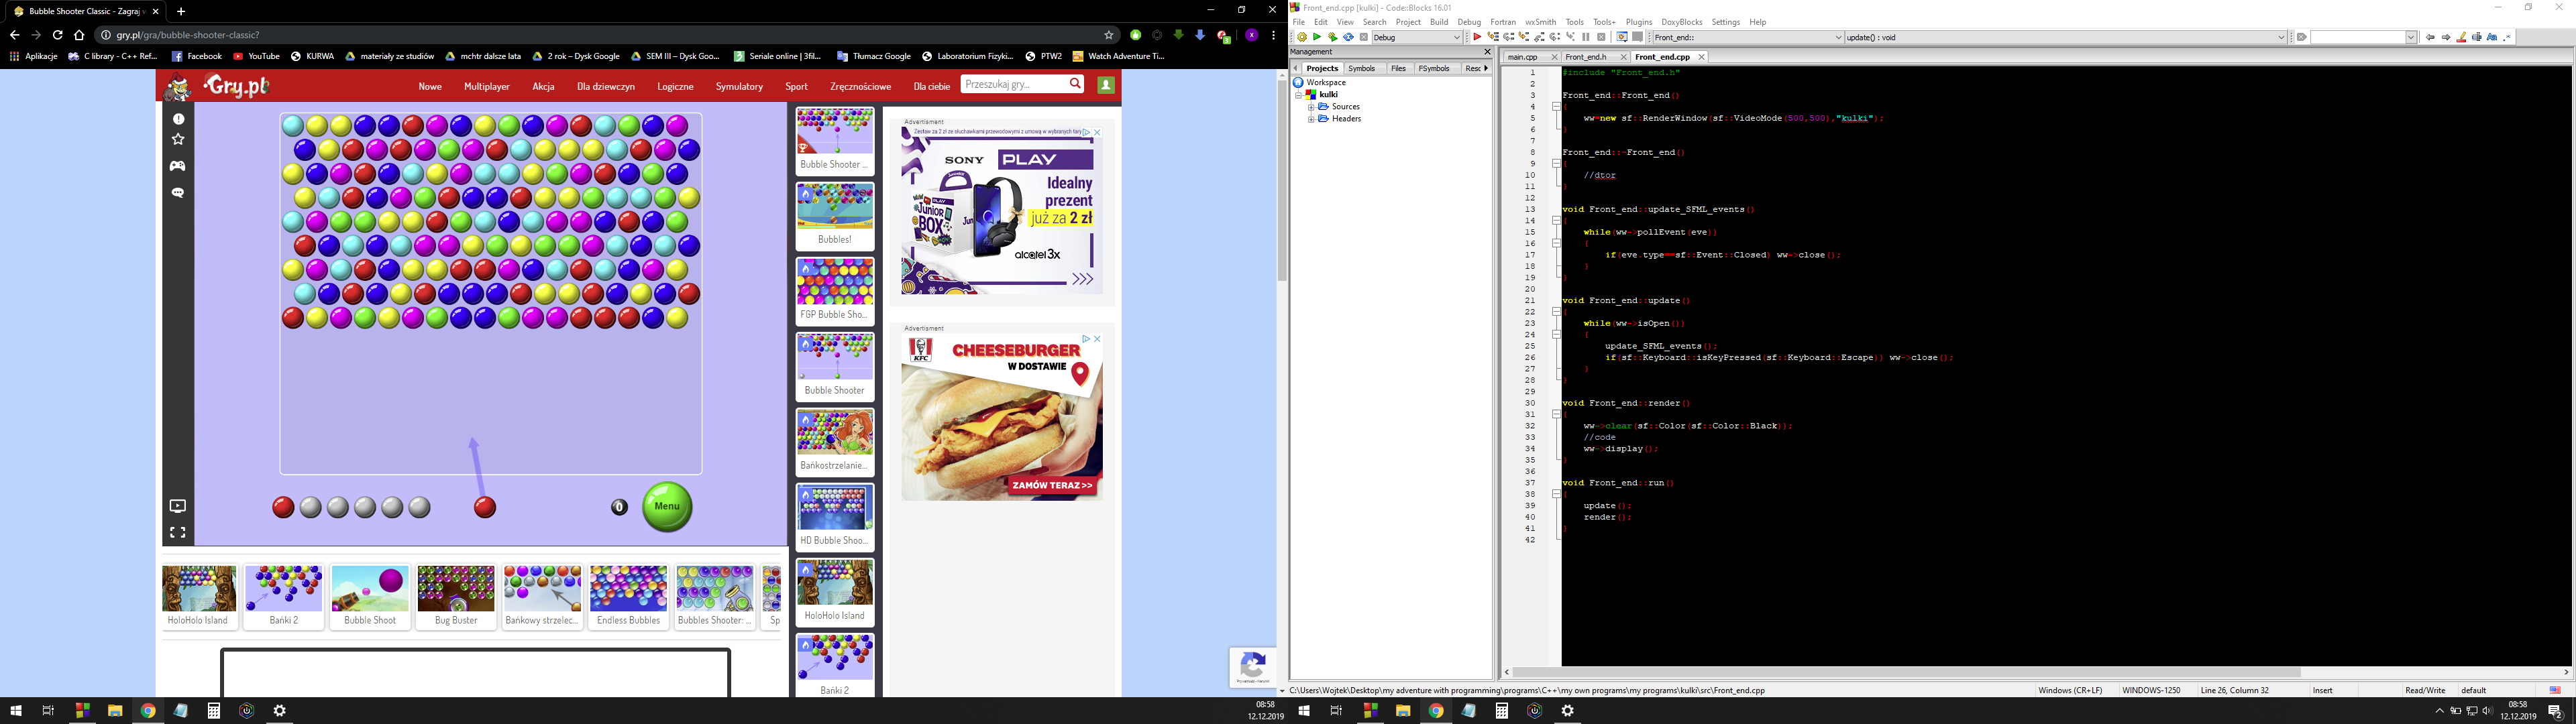 Bubble Shooter Classic - Zagraj w
gry.pl/gra/bubble-shooter-classic?
Aplikacje
C library - C++ Ref...
Facebook
YouTube
KURWA
materiały ze studiów
mchtr dalsze lata
2 rok – Dysk Goo...
SEM III – Dysk Goo...
Seriale online | 3fil...
Tłumacz Google
Laboratorium Fizyki...
PTW2
Watch Adventure Ti...
Gry.pl
Nowe
Multiplayer
Akcja
Dla dziewczyn
Logiczne
Symulatory
Sport
Zręcznościowe
Dla ciebie
Przeszukaj gry...
0
Menu
Bubble Shooter ...
Bubbles!
FGP Bubble Sho...
Bubble Shooter
Bańkostrzelanie...
HD Bubble Shoo...
HoloHolo Island
Bańki 2
Advertisment
Zestaw za 2 zł ze słuchawkami przewodowymi z umową w wybranych tary
SONY
PLAY
Idealny
prezent
już za 2 zł
PLAY
JUNIOR
BOX
alcatel 3x
>>>
Advertisment
KFC
CHEESEBURGER
W DOSTAWIE
ZAMÓW TERAZ >>
HoloHolo Island
Bańki 2
Bubble Shoot
Bug Buster
Bańkowy strzelec...
Endless Bubbles
Bubbles Shooter: ...
Sp
08:58
12.12.2019
Front_end.cpp [kulki] - Code::Blocks 16.01
File Edit View Search Project Build Debug Fortran wxSmith Tools Tools+ Plugins DoxyBlocks Settings Help
Debug
Front_end::
update() : void
Management
Projects
Symbols
Files
FSymbols
Resc
Workspace
kulki
Sources
Headers
main.cpp
Front_end.h
Front_end.cpp
1 #include "Front_end.h"
2
3 Front_end::Front_end()
4 {
5 ww=new sf::RenderWindow(sf::VideoMode(500,500),"kulki");
6 }
7
8 Front_end::~Front_end()
9 {
10 //dtor
11 }
12
13 void Front_end::update_SFML_events()
14 {
15 while(ww->pollEvent(eve))
16 {
17 if(eve.type==sf::Event::Closed) ww->close();
18 }
19 }
20
21 void Front_end::update()
22 {
23 while(ww->isOpen())
24 {
25 update_SFML_events();
26 if(sf::Keyboard::isKeyPressed(sf::Keyboard::Escape)) ww->close();
27 }
28 }
29
30 void Front_end::render()
31 {
32 ww->clear(sf::Color(sf::Color::Black));
33 //code
34 ww->display();
35 }
36
37 void Front_end::run()
38 {
39 update();
40 render();
41 }
42
C:\Users\Wojtek\Desktop\my adventure with programming\programs\C++\my own programs\my programs\kulki\src\Front_end.cpp
Windows (CR+LF)
WINDOWS-1250
Line 26, Column 32
Insert
Read/Write
default
08:58
12.12.2019